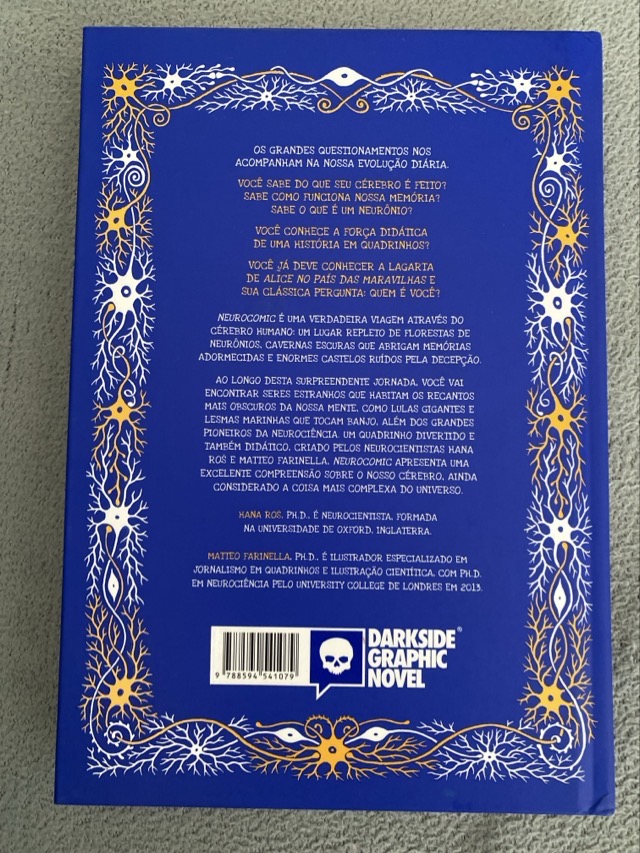 OS GRANDES QUESTIONAMENTOS NOS
ACOMPANHAM NA NOSSA EVOLUÇÃO DIÁRIA.
VOCÊ SABE DO QUE SEU CÉREBRO É FEITO?
SABE COMO FUNCIONA NOSSA MEMÓRIA?
SABE O QUE É UM NEURÔNIO?
VOCÊ CONHECE A FORÇA DIDÁTICA
DE UMA HISTÓRIA EM QUADRINHOS?
VOCÊ JÁ DEVE CONHECER A LAGARTA
DE ALICE NO PAÍS DAS MARAVILHAS E
SUA CLÁSSICA PERGUNTA: QUEM É VOCÊ?
NEUROCOMIC É UMA VERDADEIRA VIAGEM ATRAVÉS DO
CÉREBRO HUMANO: UM LUGAR REPLETO DE FLORESTAS DE
NEURÔNIOS, CAVERNAS ESCURAS QUE ABRIGAM MEMÓRIAS
ADORMECIDAS E ENORMES CASTELOS RUÍDOS PELA DECEPÇÃO.
AO LONGO DESTA SURPREENDENTE JORNADA, VOCÊ VAI
ENCONTRAR SERES ESTRANHOS QUE HABITAM OS RECANTOS
MAIS OBSCUROS DA NOSSA MENTE, COMO LULAS GIGANTES E
LESMAS MARINHAS QUE TOCAM BANJO, ALÉM DOS GRANDES
PIONEIROS DA NEUROCIÊNCIA. UM QUADRINHO DIVERTIDO E
TAMBÉM DIDÁTICO, CRIADO PELOS NEUROCIENTISTAS HANA
ROS E MATTEO FARINELLA, NEUROCOMIC APRESENTA UMA
EXCELENTE COMPREENSÃO SOBRE O NOSSO CÉREBRO, AINDA
CONSIDERADO A COISA MAIS COMPLEXA DO UNIVERSO.
HANA ROS, PH.D., É NEUROCIENTISTA, FORMADA
NA UNIVERSIDADE DE OXFORD, INGLATERRA.
MATTEO FARINELLA, PH.D., É ILUSTRADOR ESPECIALIZADO EM
JORNALISMO EM QUADRINHOS E ILUSTRAÇÃO CIENTÍFICA, COM PH.D.
EM NEUROCIÊNCIA PELO UNIVERSITY COLLEGE DE LONDRES EM 2013.
DARKSIDE®
GRAPHIC
NOVEL
9 788594 541079